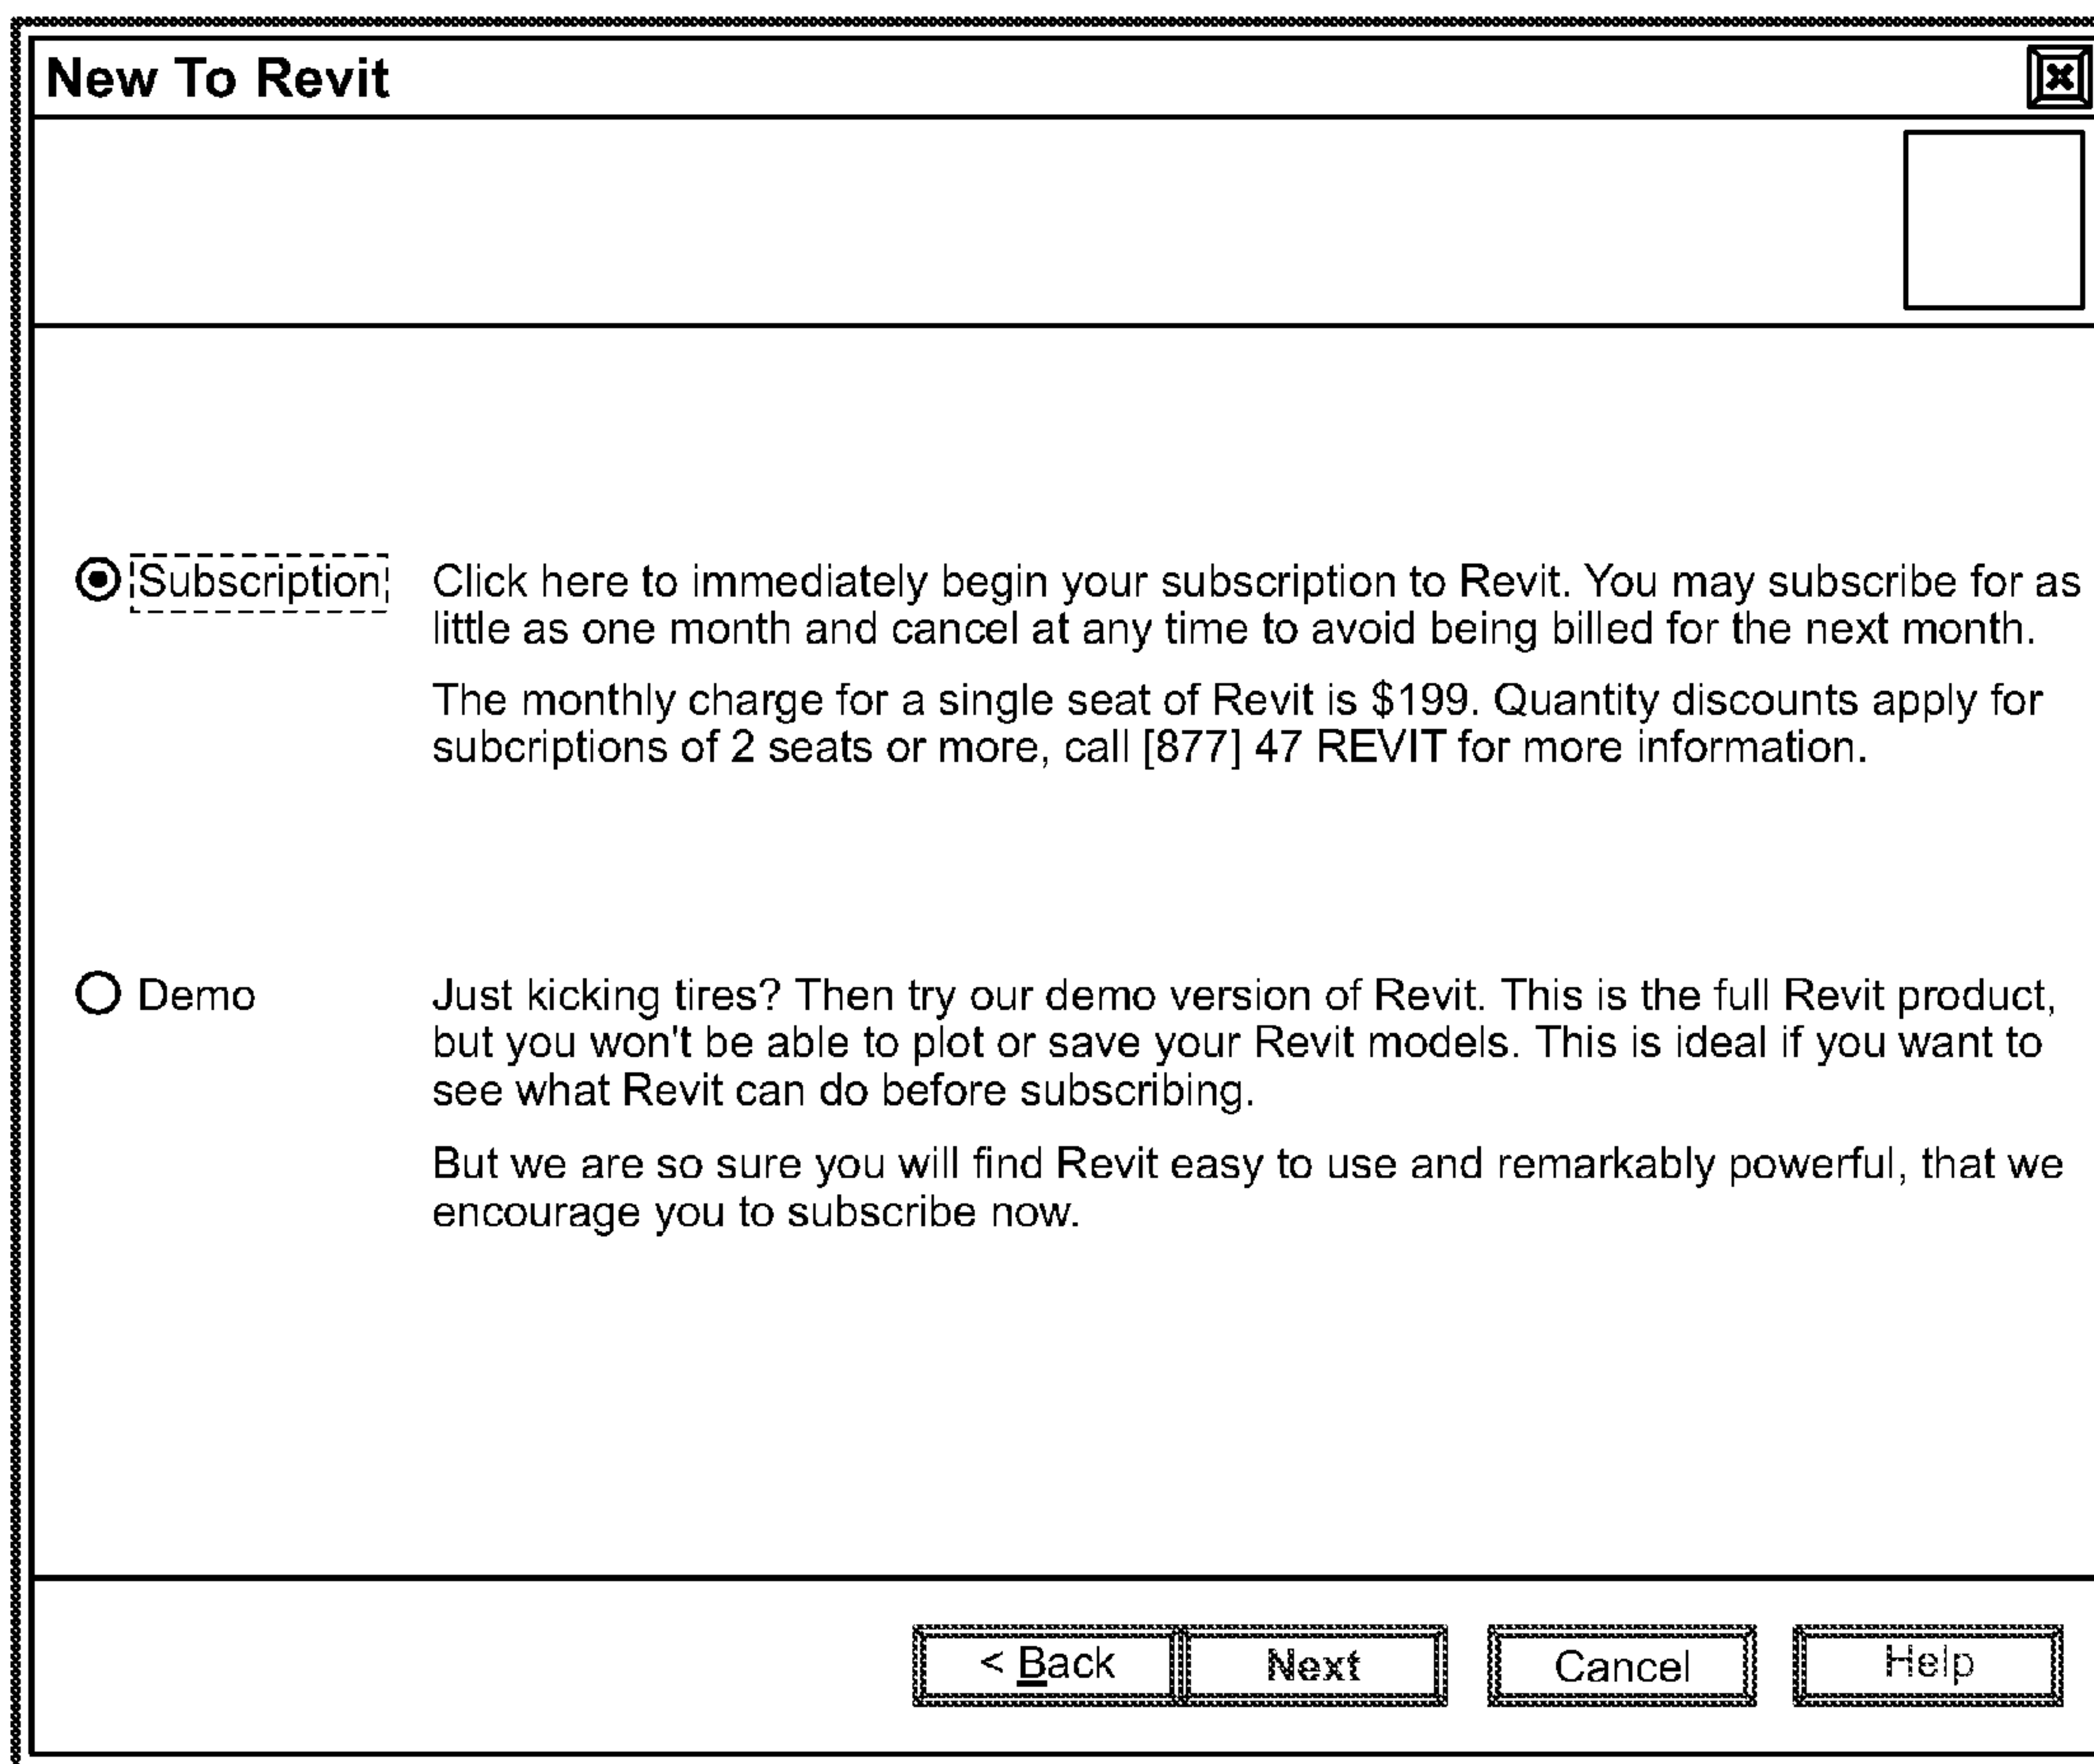 New To Revit
Subscription
Click here to immediately begin your subscription to Revit. You may subscribe for as
little as one month and cancel at any time to avoid being billed for the next month.
The monthly charge for a single seat of Revit is $199. Quantity discounts apply for
subcriptions of 2 seats or more, call [877] 47 REVIT for more information.
Demo
Just kicking tires? Then try our demo version of Revit. This is the full Revit product,
but you won't be able to plot or save your Revit models. This is ideal if you want to
see what Revit can do before subscribing.
But we are so sure you will find Revit easy to use and remarkably powerful, that we
encourage you to subscribe now.
< Back Next Cancel Help